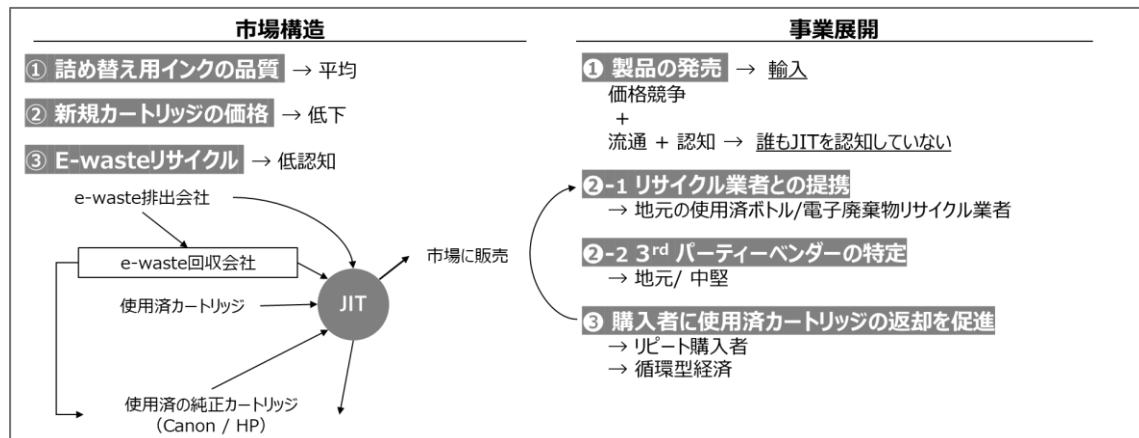 市場構造
① 詰め替え用インクの品質 → 平均
② 新規カートリッジの価格 → 低下
③ E-wasteリサイクル → 低認知
e-waste排出会社
e-waste回収会社
使用済カートリッジ
JIT
市場に販売
使用済の純正カートリッジ
（Canon / HP）
事業展開
❶ 製品の発売 → 輸入
価格競争
+
流通 + 認知 → 誰もJITを認知していない
❷-1 リサイクル業者との提携
→ 地元の使用済ボトル/電子廃棄物リサイクル業者
❷-2 3rd パーティーベンダーの特定
→ 地元/ 中堅
❸ 購入者に使用済カートリッジの返却を促進
→ リピート購入者
→ 循環型経済